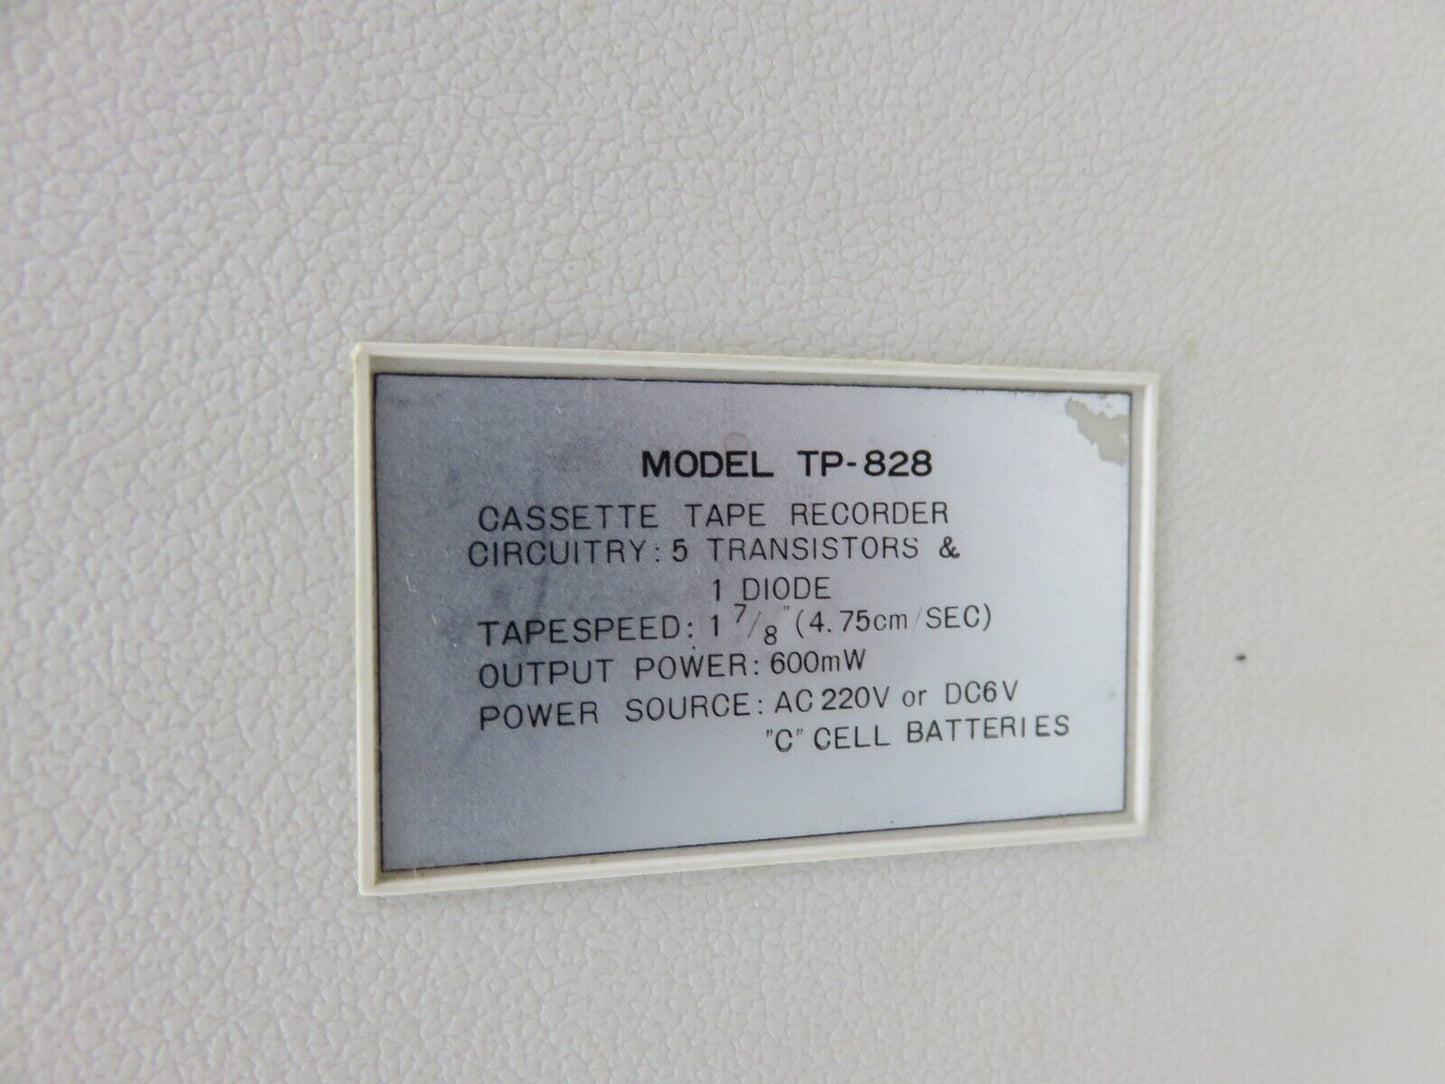 MODEL TP-828
CASSETTE TAPE RECORDER
CIRCUITRY: 5 TRANSISTORS &
1 DIODE
TAPESPEED: 1 7/8" (4.75cm/SEC)
OUTPUT POWER: 600mW
POWER SOURCE: AC 220V or DC6V
"C" CELL BATTERIES